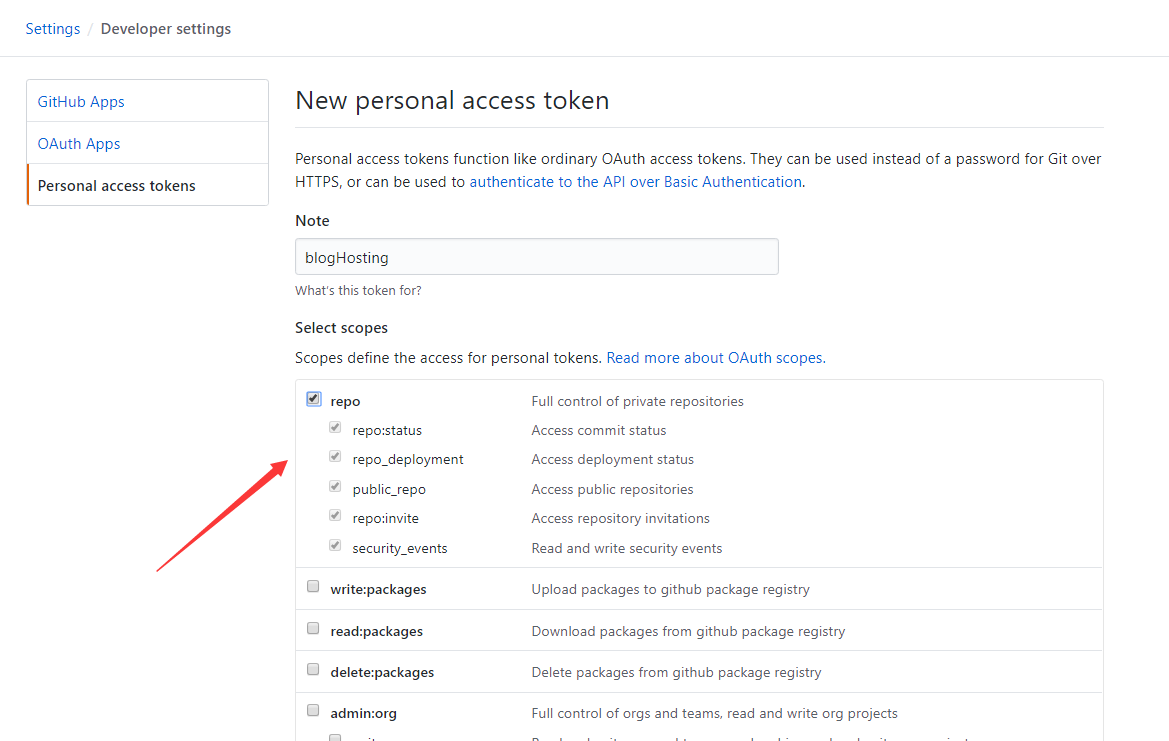 Settings / Developer settings
GitHub Apps
OAuth Apps
Personal access tokens
New personal access token
Personal access tokens function like ordinary OAuth access tokens. They can be used instead of a password for Git over
HTTPS, or can be used to authenticate to the API over Basic Authentication.
Note
blogHosting
What's this token for?
Select scopes
Scopes define the access for personal tokens. Read more about OAuth scopes.
repo Full control of private repositories
repo:status Access commit status
repo_deployment Access deployment status
public_repo Access public repositories
repo:invite Access repository invitations
security_events Read and write security events
write:packages Upload packages to github package registry
read:packages Download packages from github package registry
delete:packages Delete packages from github package registry
admin:org Full control of orgs and teams, read and write org projects